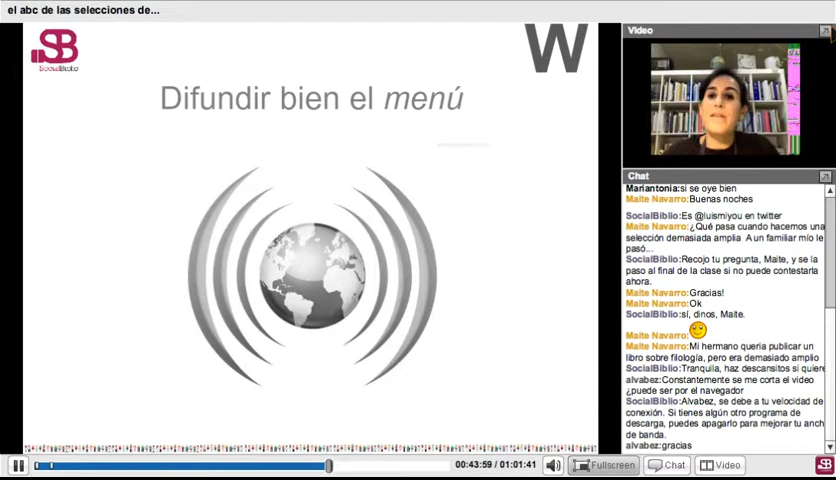 el abc de las selecciones de...
SB
SocialBiblio
W
Difundir bien el menú
Video
Chat
Mariantonia:si se oye bien
Maite Navarro:Buenas noches
SocialBiblio:Es @luismiyou en twitter
Maite Navarro:¿Qué pasa cuando hacemos una
selección demasiada amplia A un familiar mío le
pasó...
SocialBiblio:Recojo tu pregunta, Maite, y se la
paso al final de la clase si no puede contestarla
ahora.
Maite Navarro:Gracias!
Maite Navarro:Ok
SocialBiblio:sí, dinos, Maite.
Maite Navarro:
Maite Navarro:Mi hermano queria publicar un
libro sobre filología, pero era demasiado amplio
SocialBiblio:Tranquila, haz descansitos si quiere
alvabez:Constantemente se me corta el video
¿puede ser por el navegador
SocialBiblio:Alvabez, se debe a tu velocidad de
conexión. Si tienes algún otro programa de
descarga, puedes apagarlo para mejorar tu anch
de banda.
alvabez:gracias
00:43:59 / 01:01:41
Fullscreen
Chat
Video
SB